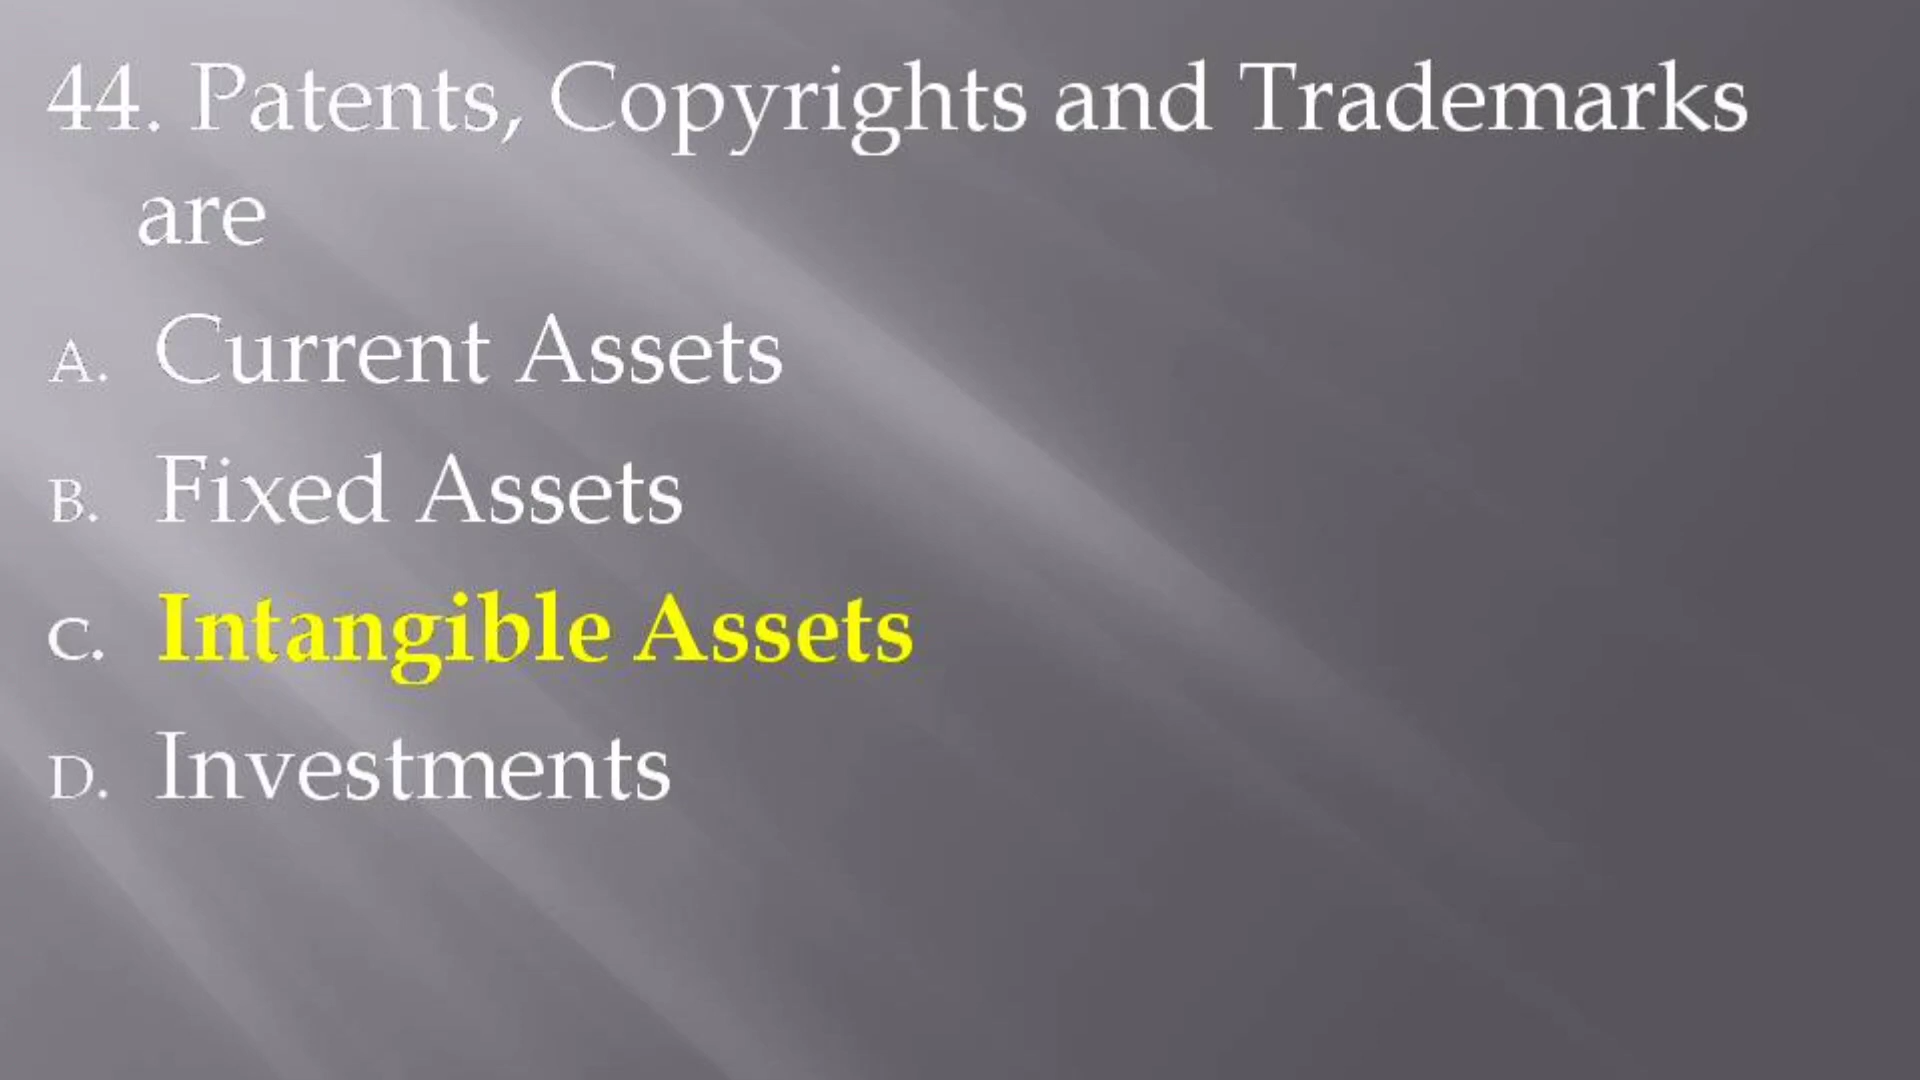 44. Patents, Copyrights and Trademarks
are
A. Current Assets
B. Fixed Assets
C. Intangible Assets
D. Investments